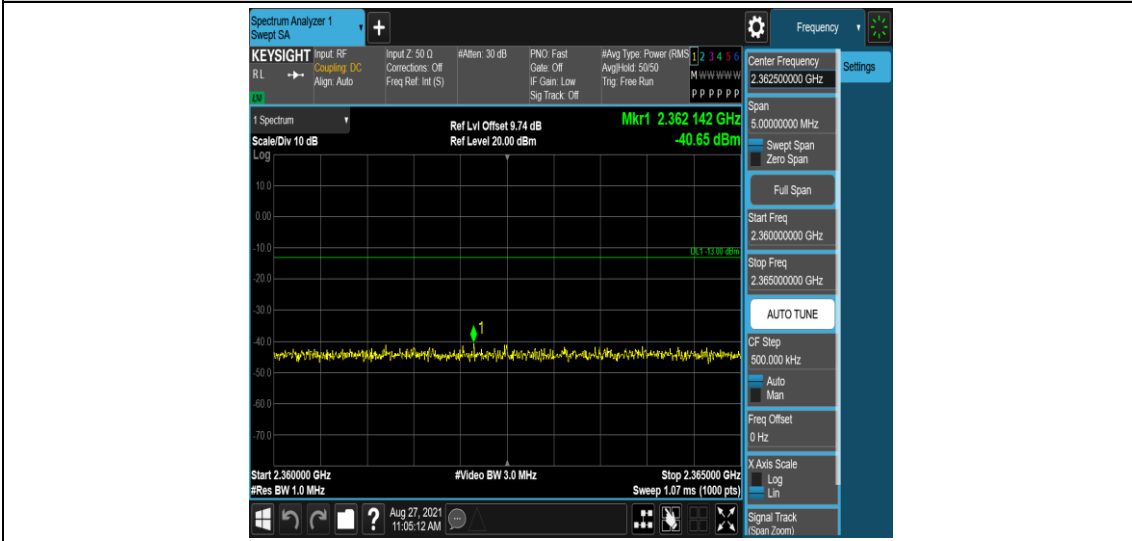 Spectrum Analyzer 1
Swept SA
Frequency
KEYSIGHT
RL
LM
Input: RF
Coupling: DC
Align: Auto
Input Z: 50 Ω
Corrections: Off
Freq Ref: Int (S)
#Atten: 30 dB
PNO: Fast
Gate: Off
IF Gain: Low
Sig Track: Off
#Avg Type: Power (RMS
Avg|Hold: 50/50
Trig: Free Run
1 2 3 4 5 6
M W W W W W
P P P P P P
Center Frequency
2.362500000 GHz
Settings
Span
5.00000000 MHz
Swept Span
Zero Span
Full Span
Start Freq
2.360000000 GHz
Stop Freq
2.365000000 GHz
AUTO TUNE
CF Step
500.000 kHz
Auto
Man
Freq Offset
0 Hz
X Axis Scale
Log
Lin
Signal Track
(Span Zoom)
1 Spectrum
Scale/Div 10 dB
Log
Ref Lvl Offset 9.74 dB
Ref Level 20.00 dBm
Mkr1 2.362 142 GHz
-40.65 dBm
10.0
0.00
-10.0
DL1 -13.00 dBm
-20.0
-30.0
1
-40.0
-50.0
-60.0
-70.0
Start 2.360000 GHz
#Video BW 3.0 MHz
Stop 2.365000 GHz
#Res BW 1.0 MHz
Sweep 1.07 ms (1000 pts)
?
Aug 27, 2021
11:05:12 AM